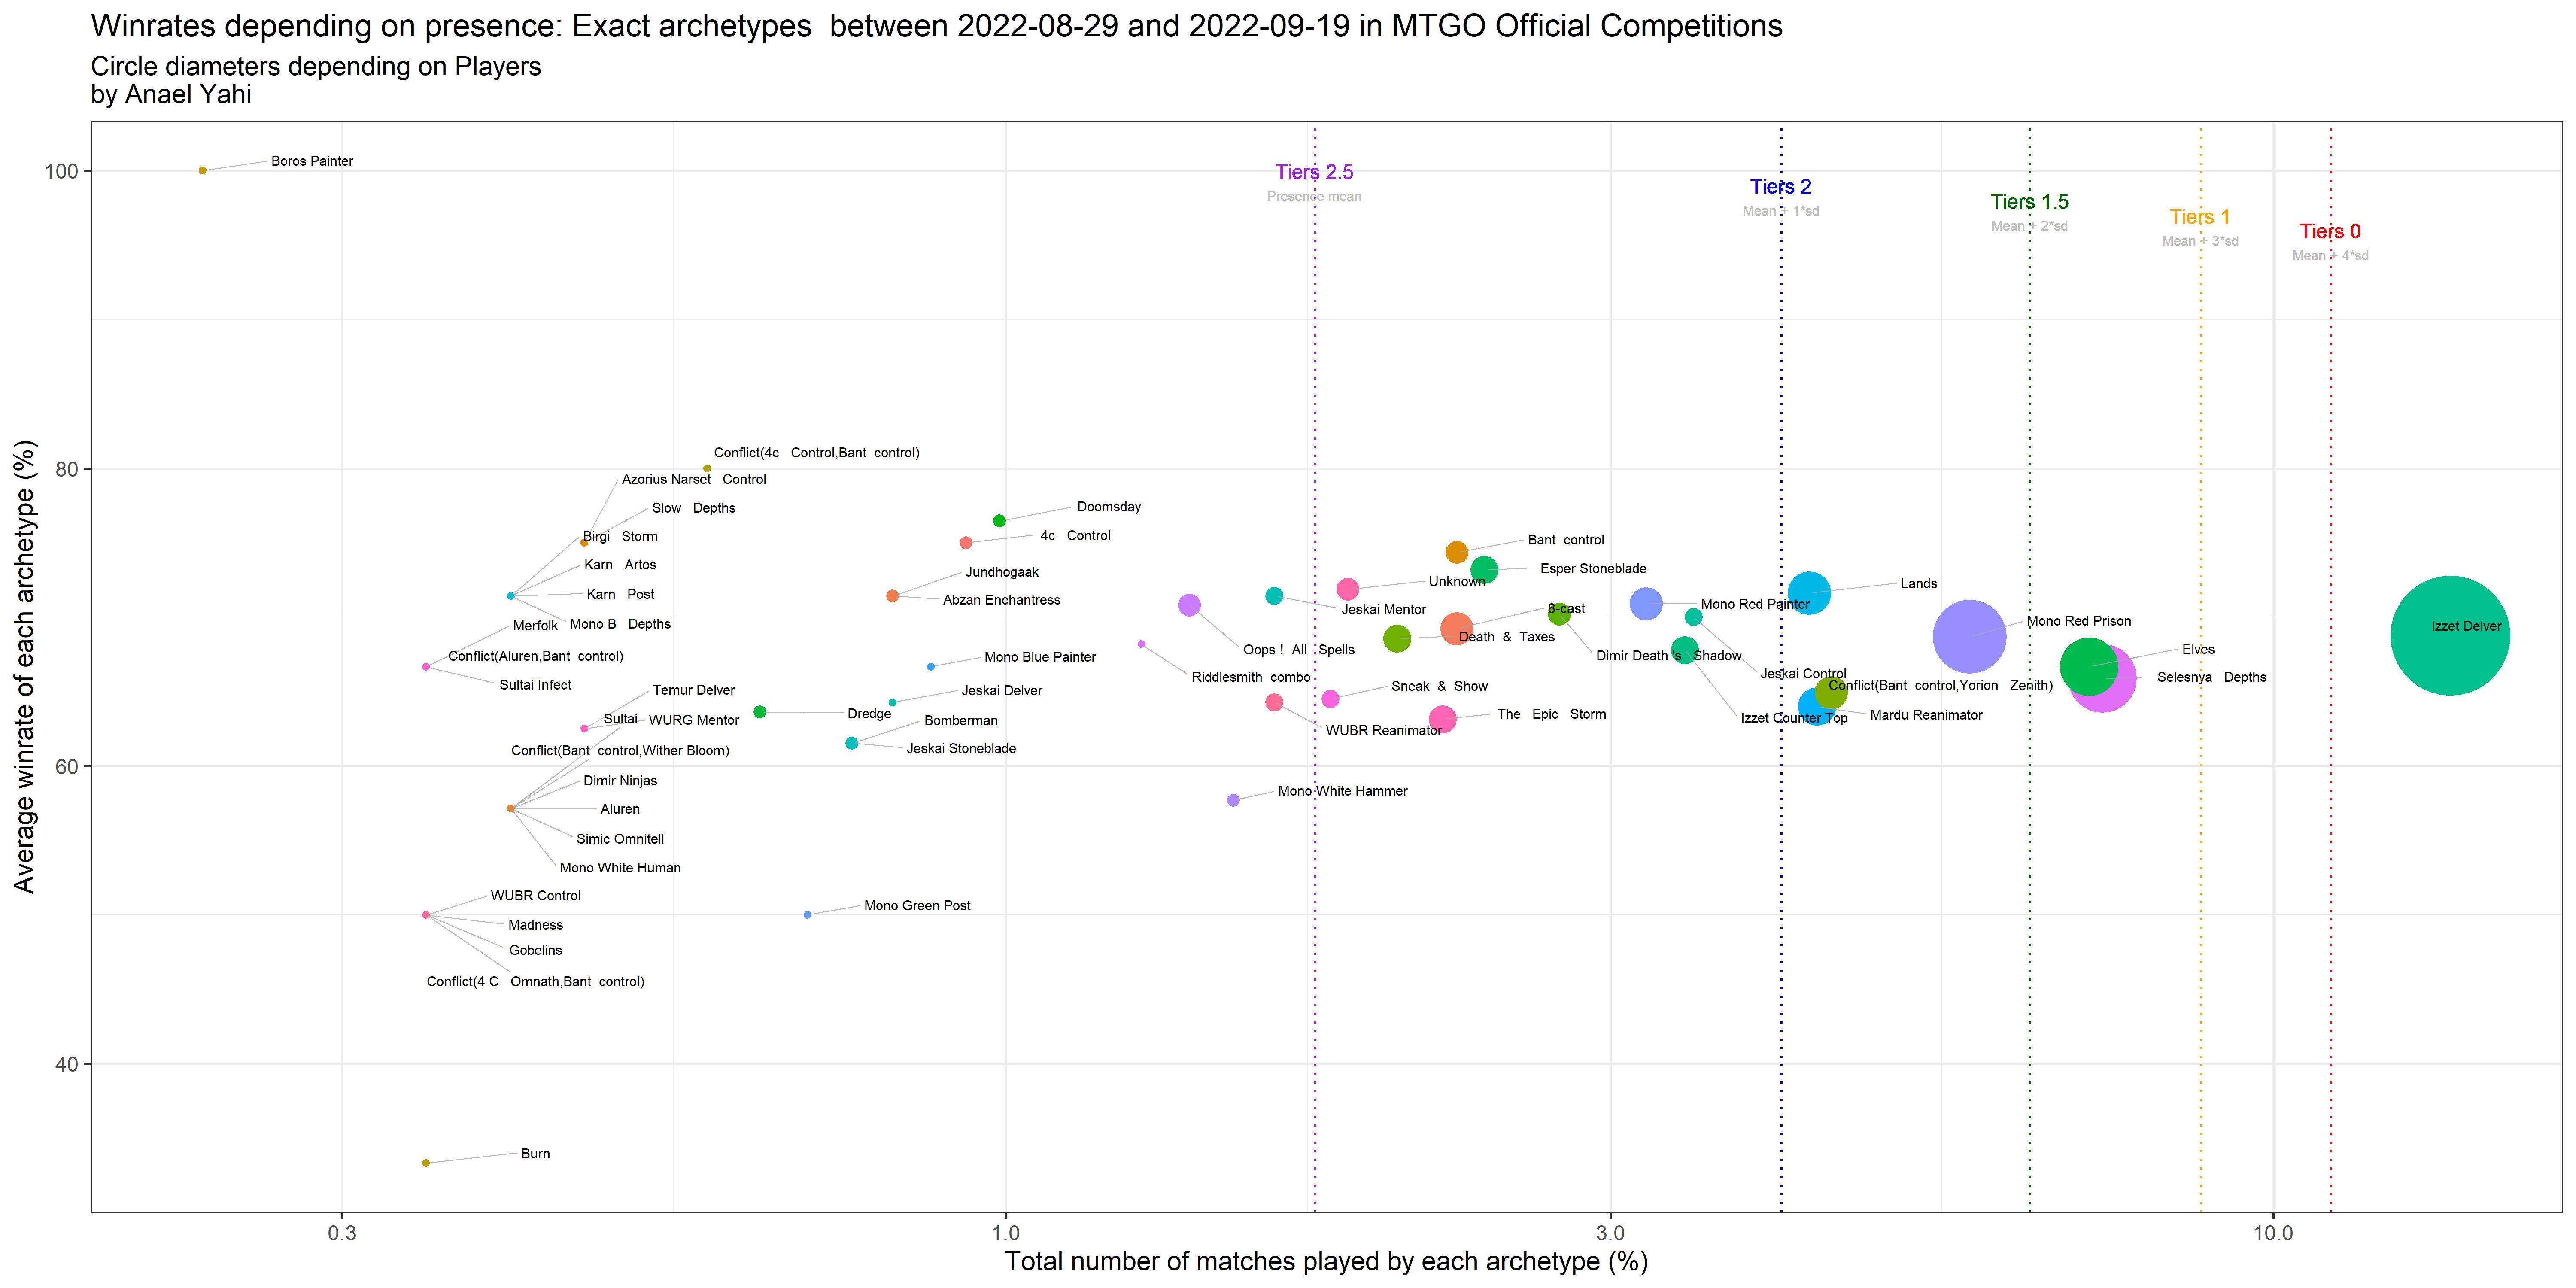 Winrates depending on presence: Exact archetypes  between 2022-08-29 and 2022-09-19 in MTGO Official Competitions
Circle diameters depending on Players
by Anael Yahi
Average winrate of each archetype (%)
100
80
60
40
Boros Painter
Tiers 2.5
Presence mean
Tiers 2
Mean + 1*sd
Tiers 1.5
Mean + 2*sd
Tiers 1
Mean + 3*sd
Tiers 0
Mean + 4*sd
Conflict(4c   Control,Bant  control)
Azorius Narset   Control
Slow   Depths
Birgi   Storm
Karn   Artos
Karn   Post
Mono B   Depths
Merfolk
Conflict(Aluren,Bant  control)
Sultai Infect
Temur Delver
Sultai
WURG Mentor
Conflict(Bant  control,Wither Bloom)
Dimir Ninjas
Aluren
Simic Omnitell
Mono White Human
WUBR Control
Madness
Gobelins
Conflict(4 C   Omnath,Bant  control)
Burn
Doomsday
4c   Control
Jundhogaak
Abzan Enchantress
Mono Blue Painter
Jeskai Delver
Dredge
Bomberman
Jeskai Stoneblade
Mono Green Post
Oops !  All   Spells
Riddlesmith  combo
Mono White Hammer
Jeskai Mentor
Unknown
Sneak  &  Show
WUBR Reanimator
The   Epic   Storm
Bant  control
Esper Stoneblade
8-cast
Death  &  Taxes
Dimir Death 's   Shadow
Mono Red Painter
Jeskai Control
Izzet Counter Top
Lands
Conflict(Bant  control,Yorion   Zenith)
Mardu Reanimator
Mono Red Prison
Elves
Selesnya   Depths
Izzet Delver
0.3
1.0
3.0
10.0
Total number of matches played by each archetype (%)